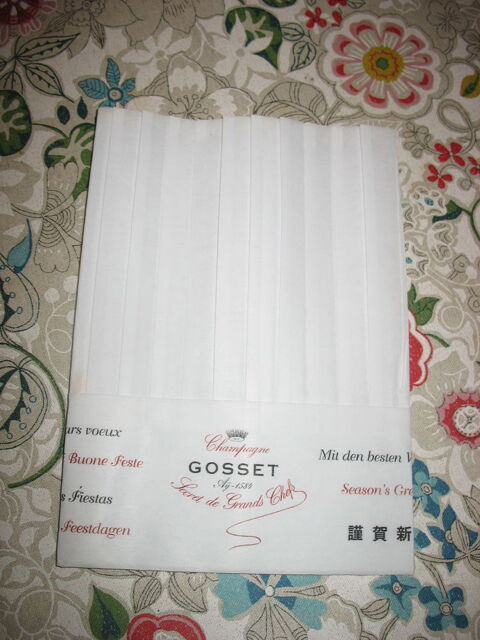 urs voeux
Buone Feste
s Fiestas
Feestdagen
Champagne
GOSSET
Aÿ-1584
Secret de Grands Chefs
Mit den besten
Season's Gre
謹賀新